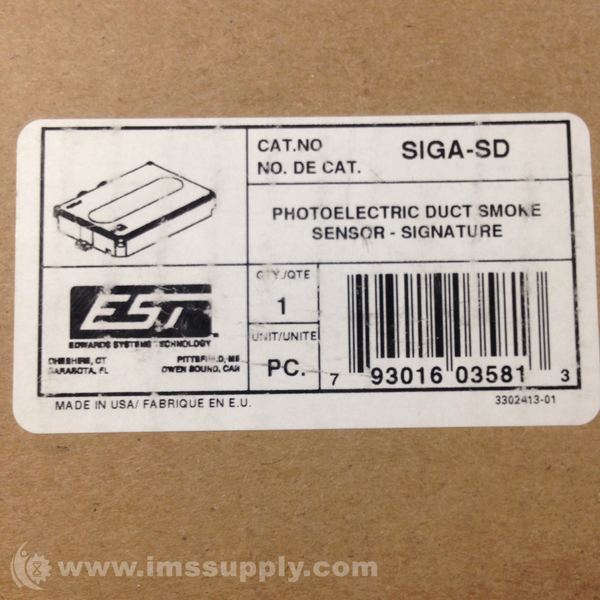 CAT.NO
NO. DE CAT.
SIGA-SD
PHOTOELECTRIC DUCT SMOKE
SENSOR - SIGNATURE
EST
EDWARDS SYSTEMS TECHNOLOGY
CHESHIRE, CT
SARASOTA, FL
PITTSFIELD, ME
OWEN SOUND, CAN
QTY./QTE
1
UNIT/UNITE
PC.
7 93016 03581 3
MADE IN USA/ FABRIQUE EN E.U.
3302413-01
www.imssupply.com